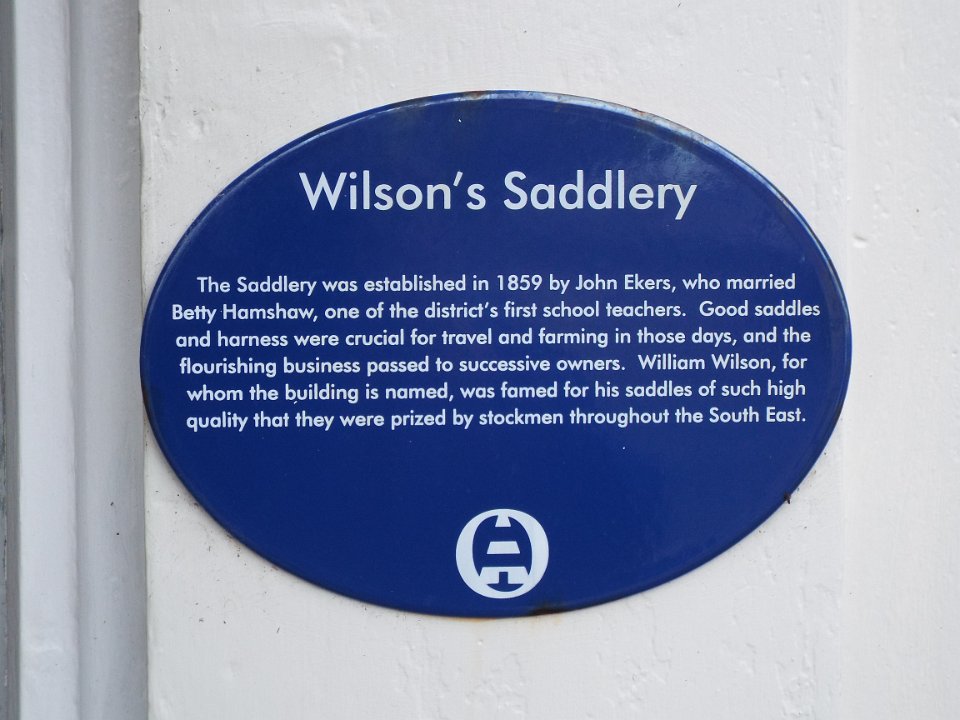 Wilson's Saddlery
The Saddlery was established in 1859 by John Ekers, who married
Betty Hamshaw, one of the district's first school teachers. Good saddles
and harness were crucial for travel and farming in those days, and the
flourishing business passed to successive owners. William Wilson, for
whom the building is named, was famed for his saddles of such high
quality that they were prized by stockmen throughout the South East.